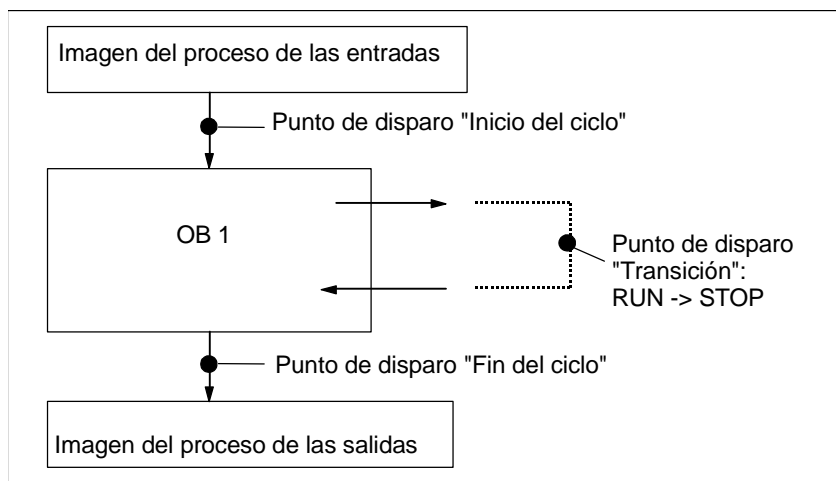 Imagen del proceso de las entradas
Punto de disparo "Inicio del ciclo"
OB 1
Punto de disparo
"Transición":
RUN -> STOP
Punto de disparo "Fin del ciclo"
Imagen del proceso de las salidas